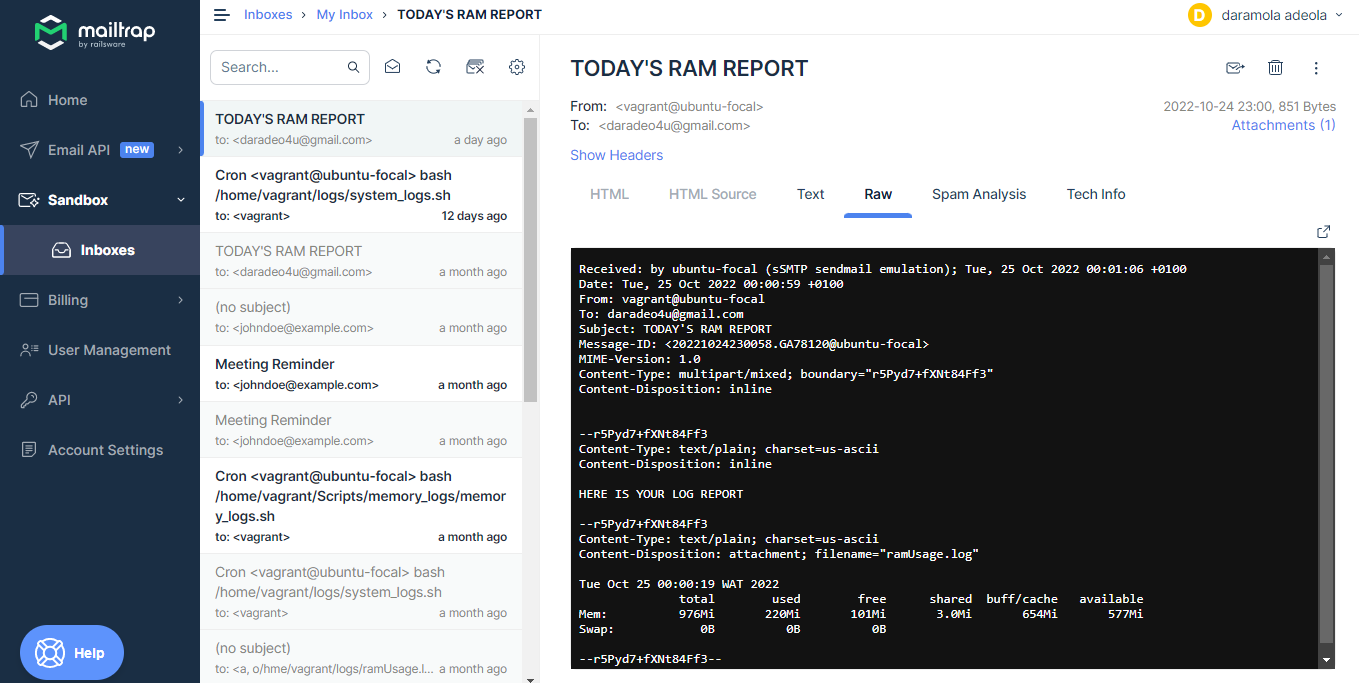 mailtrap
by railsware
Home
Email API new
Sandbox
Inboxes
Billing
User Management
API
Account Settings
Help
Inboxes › My Inbox › TODAY'S RAM REPORT
D daramola adeola
Search...
TODAY'S RAM REPORT
to: <daradeo4u@gmail.com> a day ago
Cron <vagrant@ubuntu-focal> bash
/home/vagrant/logs/system_logs.sh
to: <vagrant> 12 days ago
TODAY'S RAM REPORT
to: <daradeo4u@gmail.com> a month ago
(no subject)
to: <johndoe@example.com> a month ago
Meeting Reminder
to: <johndoe@example.com> a month ago
Meeting Reminder
to: <johndoe@example.com> a month ago
Cron <vagrant@ubuntu-focal> bash
/home/vagrant/Scripts/memory_logs/memor
y_logs.sh
to: <vagrant> a month ago
Cron <vagrant@ubuntu-focal> bash
/home/vagrant/logs/system_logs.sh
to: <vagrant> a month ago
(no subject)
to: <a, o/hme/vagrant/logs/ramUsage.l... a month ago
TODAY'S RAM REPORT
From: <vagrant@ubuntu-focal> 2022-10-24 23:00, 851 Bytes
To: <daradeo4u@gmail.com> Attachments (1)
Show Headers
HTML HTML Source Text Raw Spam Analysis Tech Info
Received: by ubuntu-focal (sSMTP sendmail emulation); Tue, 25 Oct 2022 00:01:06 +0100
Date: Tue, 25 Oct 2022 00:00:59 +0100
From: vagrant@ubuntu-focal
To: daradeo4u@gmail.com
Subject: TODAY'S RAM REPORT
Message-ID: <20221024230058.GA78120@ubuntu-focal>
MIME-Version: 1.0
Content-Type: multipart/mixed; boundary="r5Pyd7+fXNt84Ff3"
Content-Disposition: inline
--r5Pyd7+fXNt84Ff3
Content-Type: text/plain; charset=us-ascii
Content-Disposition: inline
HERE IS YOUR LOG REPORT
--r5Pyd7+fXNt84Ff3
Content-Type: text/plain; charset=us-ascii
Content-Disposition: attachment; filename="ramUsage.log"
Tue Oct 25 00:00:19 WAT 2022
total used free shared buff/cache available
Mem: 976Mi 220Mi 101Mi 3.0Mi 654Mi 577Mi
Swap: 0B 0B 0B
--r5Pyd7+fXNt84Ff3--